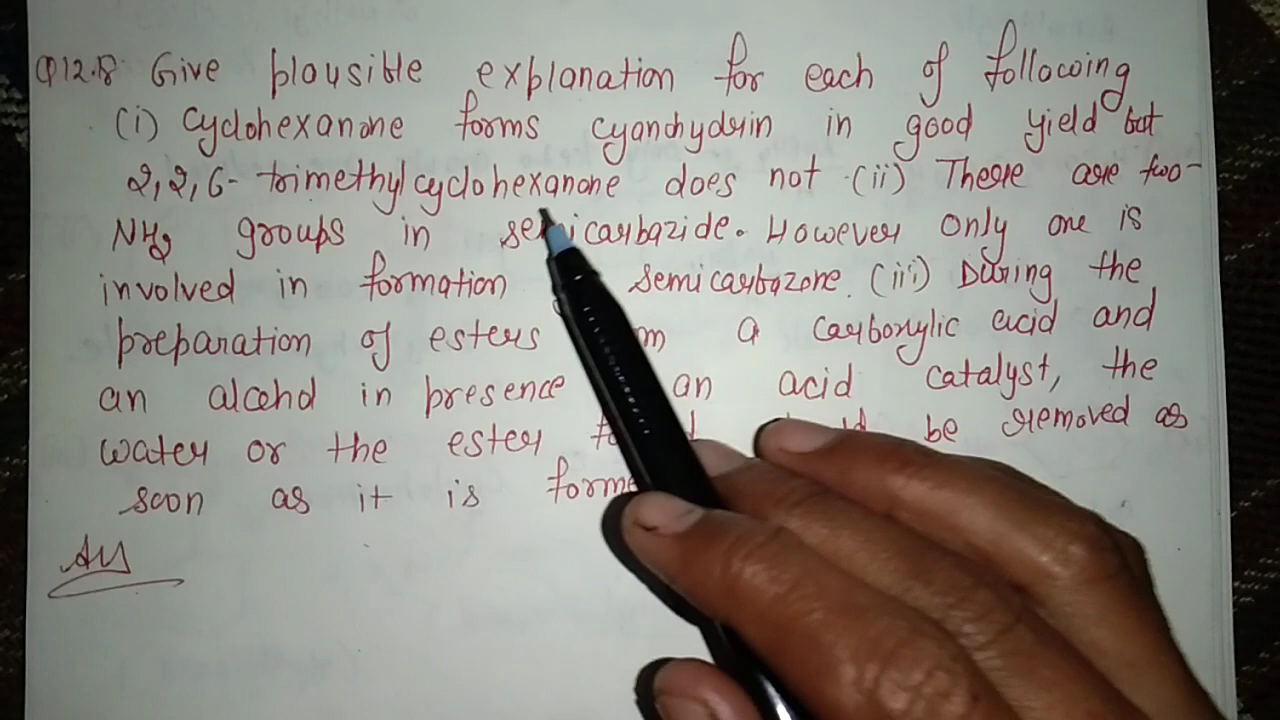 Q12.18 Give plausible explanation for each of following
(i) Cyclohexanone forms cyanohydrin in good yield but
2,2,6- trimethylcyclohexanone does not (ii) There are two-
NH2 groups in semicarbazide. However only one is
involved in formation semicarbazone. (iii) During the
preparation of esters a carboxylic acid and
an alcohol in presence an acid catalyst, the
water or the ester be removed as
soon as it is
Ans